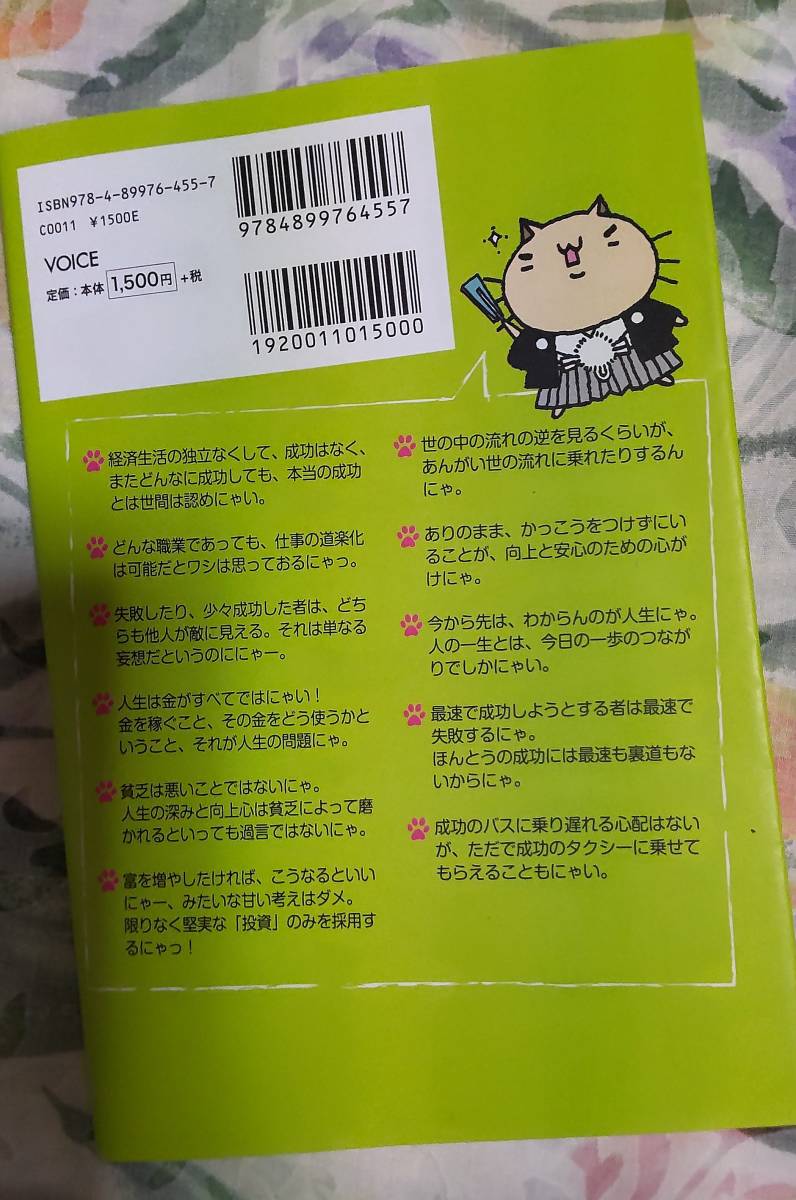 ISBN978-4-89976-455-7
C0011 ¥1500E
VOICE
定価：本体1,500円+税
9784899764557
1920011015000
経済生活の独立なくして、成功はなく、
またどんなに成功しても、本当の成功
とは世間は認めにゃい。
どんな職業であっても、仕事の道楽化
は可能だとワシは思っておるにゃっ。
失敗したり、少々成功した者は、どち
らも他人が敵に見える。それは単なる
妄想だというのににゃー。
人生は金がすべてではにゃい！
金を稼ぐこと、その金をどう使うかと
いうこと、それが人生の問題にゃ。
貧乏は悪いことではないにゃ。
人生の深みと向上心は貧乏によって磨
かれるといっても過言ではないにゃ。
富を増やしたければ、こうなるといい
にゃー、みたいな甘い考えはダメ。
限りなく堅実な「投資」のみを採用す
るにゃっ！
世の中の流れの逆を見るくらいが、
あんがい世の流れに乗れたりするん
にゃ。
ありのまま、かっこうをつけずにい
ることが、向上と安心のための心が
けにゃ。
今から先は、わからんのが人生にゃ。
人の一生とは、今日の一歩のつなが
りでしかにゃい。
最速で成功しようとする者は最速で
失敗するにゃ。
ほんとうの成功には最速も裏道もな
いからにゃ。
成功のバスに乗り遅れる心配はない
が、ただで成功のタクシーに乗せて
もらえることもにゃい。